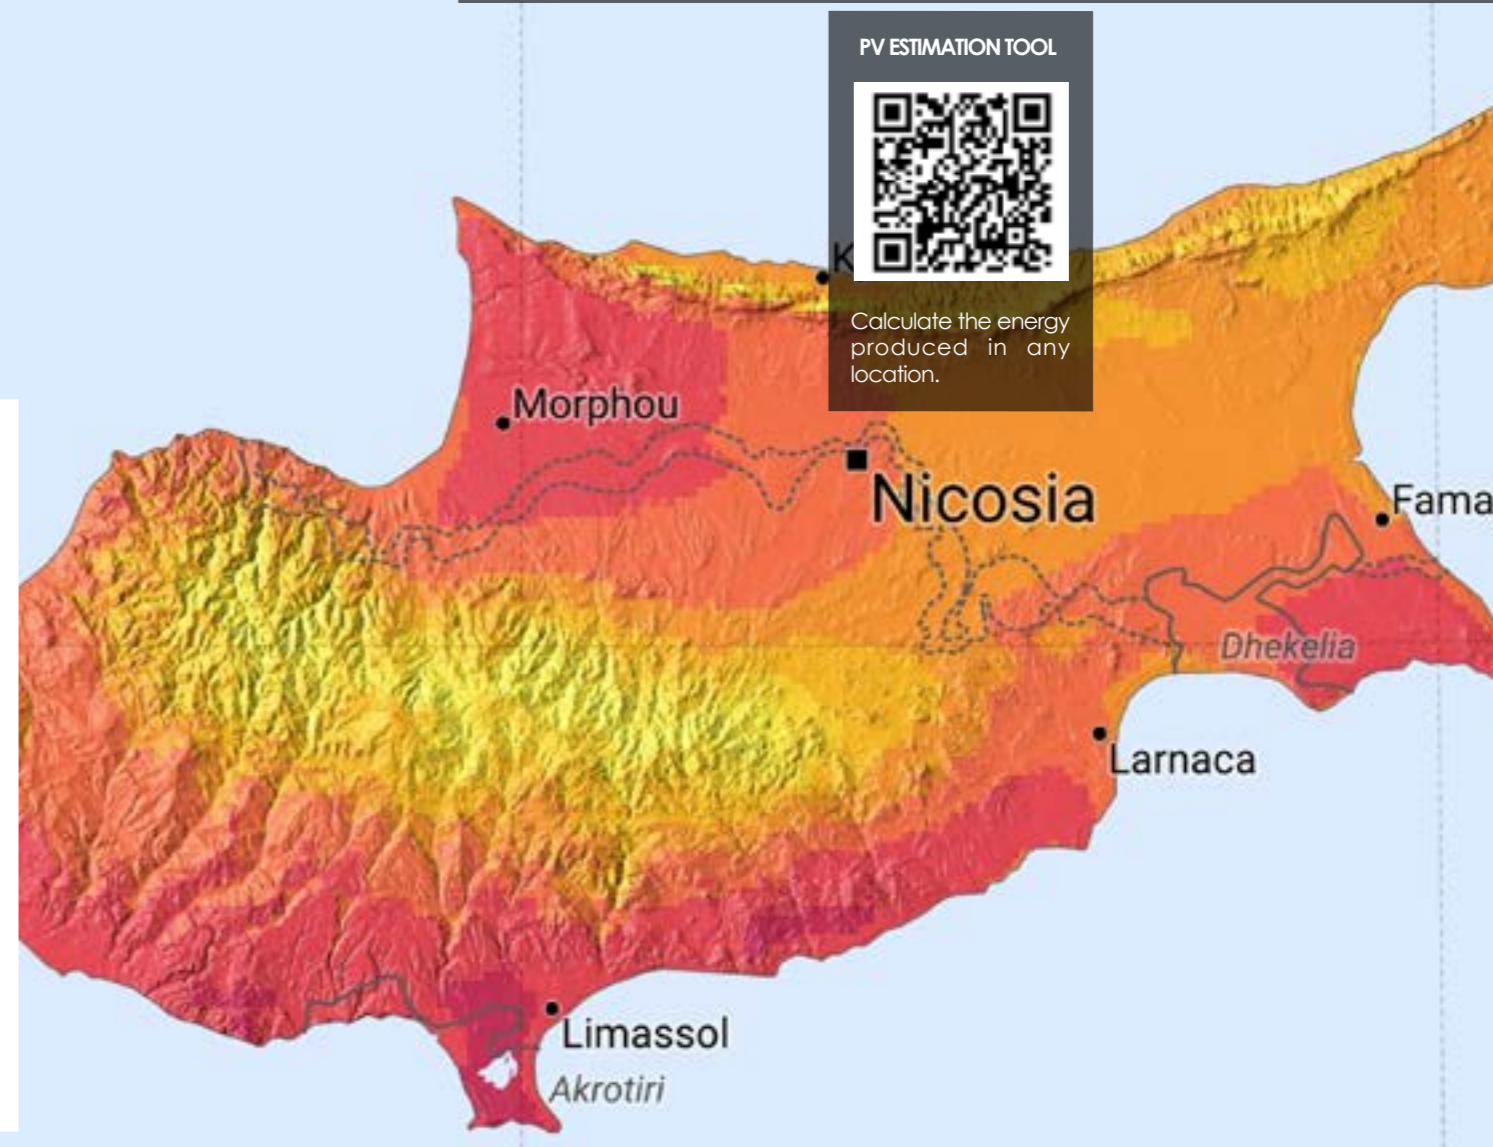 PV ESTIMATION TOOL
K
Calculate the energy
produced in any
location.
Morphou
Nicosia
Fama
Dhekelia
Larnaca
Limassol
Akrotiri